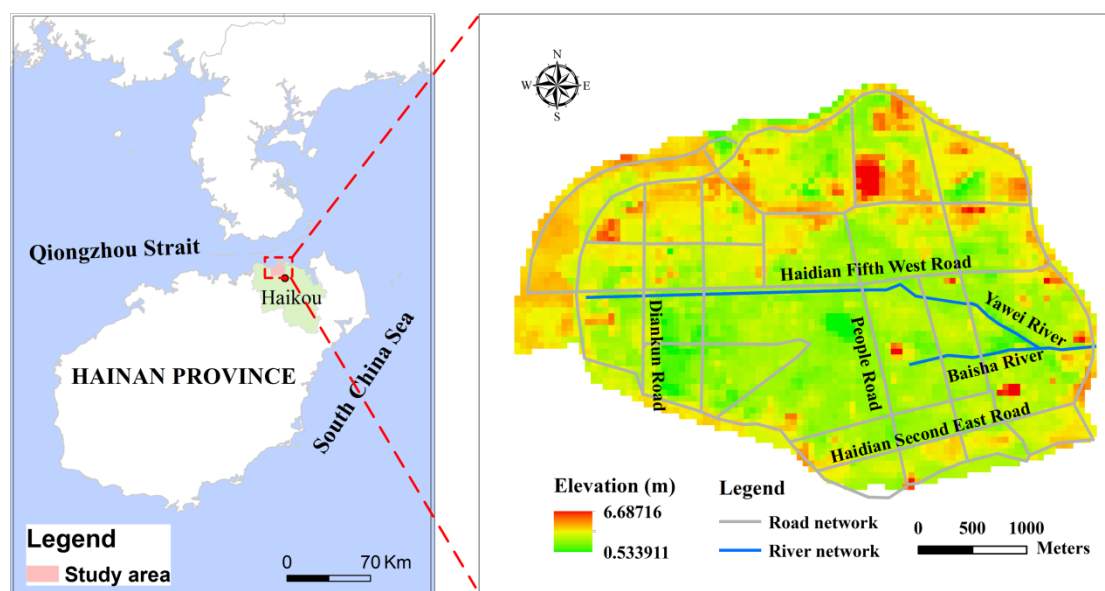 Qiongzhou Strait
Haikou
HAINAN PROVINCE
South China Sea
Legend
Study area
0 70 Km
N
W E
S
Haidian Fifth West Road
Diankun Road
People Road
Yawei River
Baisha River
Haidian Second East Road
Elevation (m)
6.68716
0.533911
Legend
Road network
River network
0 500 1000
Meters